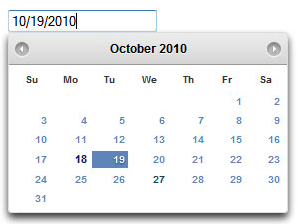 10/19/2010
October 2010
Su Mo Tu We Th Fr Sa
1 2
3 4 5 6 7 8 9
10 11 12 13 14 15 16
17 18 19 20 21 22 23
24 25 26 27 28 29 30
31